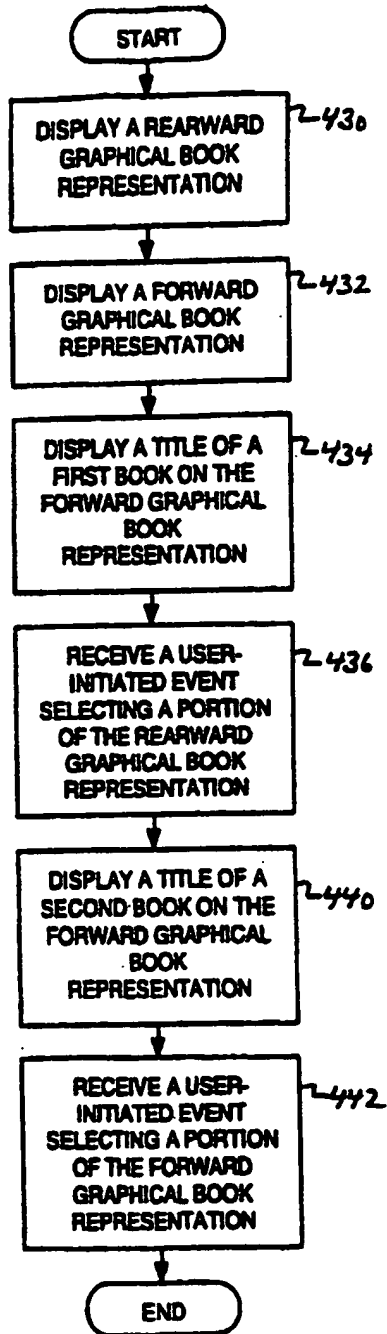 START
DISPLAY A REARWARD
GRAPHICAL BOOK
REPRESENTATION
430
DISPLAY A FORWARD
GRAPHICAL BOOK
REPRESENTATION
432
DISPLAY A TITLE OF A
FIRST BOOK ON THE
FORWARD GRAPHICAL
BOOK
REPRESENTATION
434
RECEIVE A USER-
INITIATED EVENT
SELECTING A PORTION
OF THE REARWARD
GRAPHICAL BOOK
REPRESENTATION
436
DISPLAY A TITLE OF A
SECOND BOOK ON THE
FORWARD GRAPHICAL
BOOK
REPRESENTATION
440
RECEIVE A USER-
INITIATED EVENT
SELECTING A PORTION
OF THE FORWARD
GRAPHICAL BOOK
REPRESENTATION
442
END